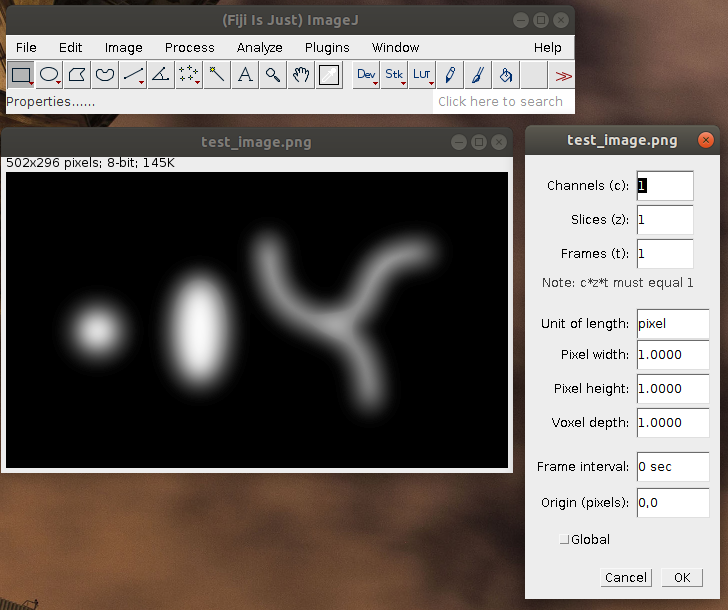 (Fiji Is Just) ImageJ
File Edit Image Process Analyze Plugins Window Help
A Dev Stk LUT >>
Properties...... Click here to search
test_image.png
502x296 pixels; 8-bit; 145K
test_image.png
Channels (c): 1
Slices (z): 1
Frames (t): 1
Note: c*z*t must equal 1
Unit of length: pixel
Pixel width: 1.0000
Pixel height: 1.0000
Voxel depth: 1.0000
Frame interval: 0 sec
Origin (pixels): 0,0
Global
Cancel OK